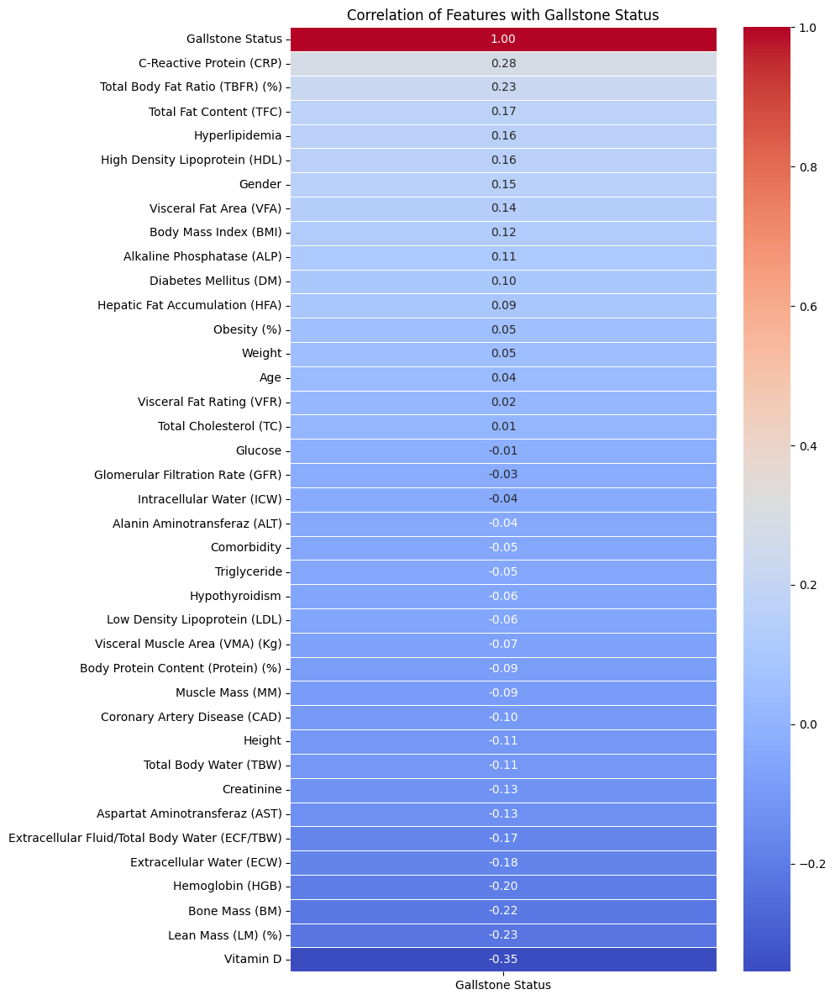 Correlation of Features with Gallstone Status
Gallstone Status 1.00
C-Reactive Protein (CRP) 0.28
Total Body Fat Ratio (TBFR) (%) 0.23
Total Fat Content (TFC) 0.17
Hyperlipidemia 0.16
High Density Lipoprotein (HDL) 0.16
Gender 0.15
Visceral Fat Area (VFA) 0.14
Body Mass Index (BMI) 0.12
Alkaline Phosphatase (ALP) 0.11
Diabetes Mellitus (DM) 0.10
Hepatic Fat Accumulation (HFA) 0.09
Obesity (%) 0.05
Weight 0.05
Age 0.04
Visceral Fat Rating (VFR) 0.02
Total Cholesterol (TC) 0.01
Glucose -0.01
Glomerular Filtration Rate (GFR) -0.03
Intracellular Water (ICW) -0.04
Alanin Aminotransferaz (ALT) -0.04
Comorbidity -0.05
Triglyceride -0.05
Hypothyroidism -0.06
Low Density Lipoprotein (LDL) -0.06
Visceral Muscle Area (VMA) (Kg) -0.07
Body Protein Content (Protein) (%) -0.09
Muscle Mass (MM) -0.09
Coronary Artery Disease (CAD) -0.10
Height -0.11
Total Body Water (TBW) -0.11
Creatinine -0.13
Aspartat Aminotransferaz (AST) -0.13
Extracellular Fluid/Total Body Water (ECF/TBW) -0.17
Extracellular Water (ECW) -0.18
Hemoglobin (HGB) -0.20
Bone Mass (BM) -0.22
Lean Mass (LM) (%) -0.23
Vitamin D -0.35
Gallstone Status
1.0
0.8
0.6
0.4
0.2
0.0
-0.2